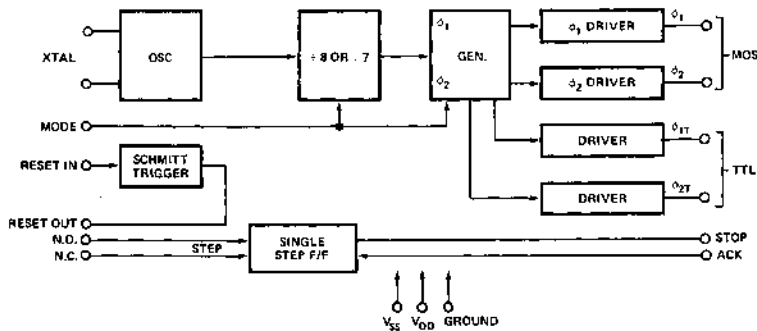 XTAL
OSC
÷ 8 OR ÷ 7
ϕ1
ϕ2
GEN.
ϕ1 DRIVER
ϕ1
ϕ2 DRIVER
ϕ2
MOS
MODE
DRIVER
ϕ1T
DRIVER
ϕ2T
TTL
RESET IN
SCHMITT
TRIGGER
RESET OUT
N.O.
N.C.
STEP
SINGLE
STEP F/F
STOP
ACK
VSS
VDD
GROUND